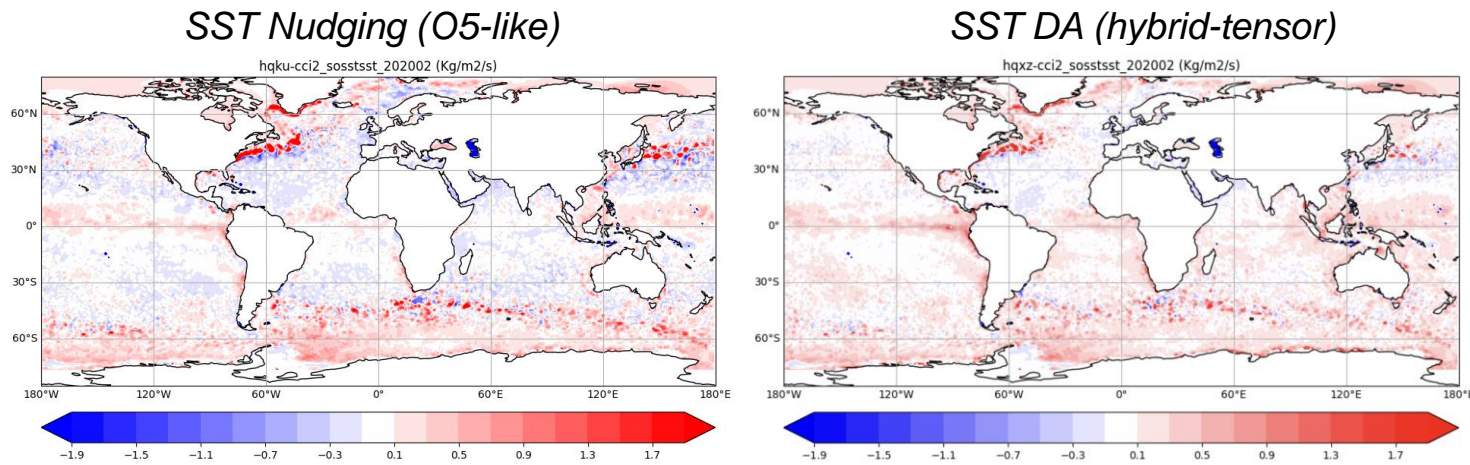 SST Nudging (O5-like)
SST DA (hybrid-tensor)
hqku-cci2_sosstsst_202002 (Kg/m2/s)
hqxz-cci2_sosstsst_202002 (Kg/m2/s)
60°N
30°N
0°
30°S
60°S
180°W 120°W 60°W 0° 60°E 120°E 180°E
−1.9 −1.5 −1.1 −0.7 −0.3 0.1 0.5 0.9 1.3 1.7
60°N
30°N
0°
30°S
60°S
180°W 120°W 60°W 0° 60°E 120°E 180°E
−1.9 −1.5 −1.1 −0.7 −0.3 0.1 0.5 0.9 1.3 1.7